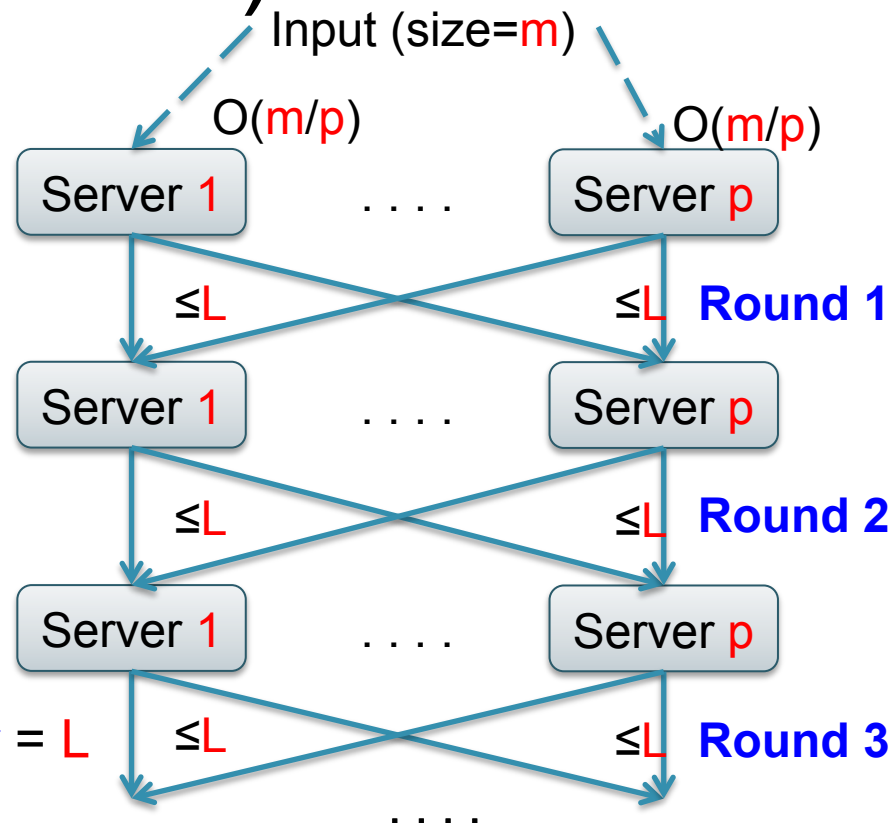 Input (size=m)
O(m/p) O(m/p)
Server 1 . . . . Server p
≤L ≤L Round 1
Server 1 . . . . Server p
≤L ≤L Round 2
Server 1 . . . . Server p
= L ≤L ≤L Round 3
. . . .